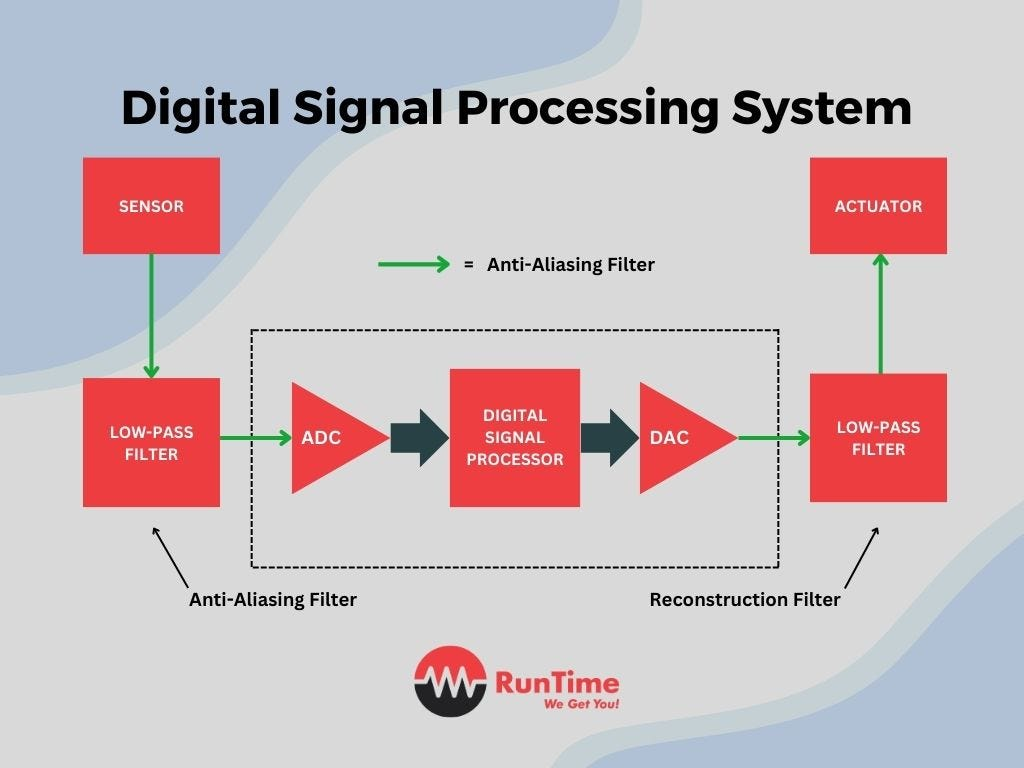 Digital Signal Processing System
SENSOR
ACTUATOR
= Anti-Aliasing Filter
LOW-PASS
FILTER
ADC
DIGITAL
SIGNAL
PROCESSOR
DAC
LOW-PASS
FILTER
Anti-Aliasing Filter
Reconstruction Filter
RunTime
We Get You!